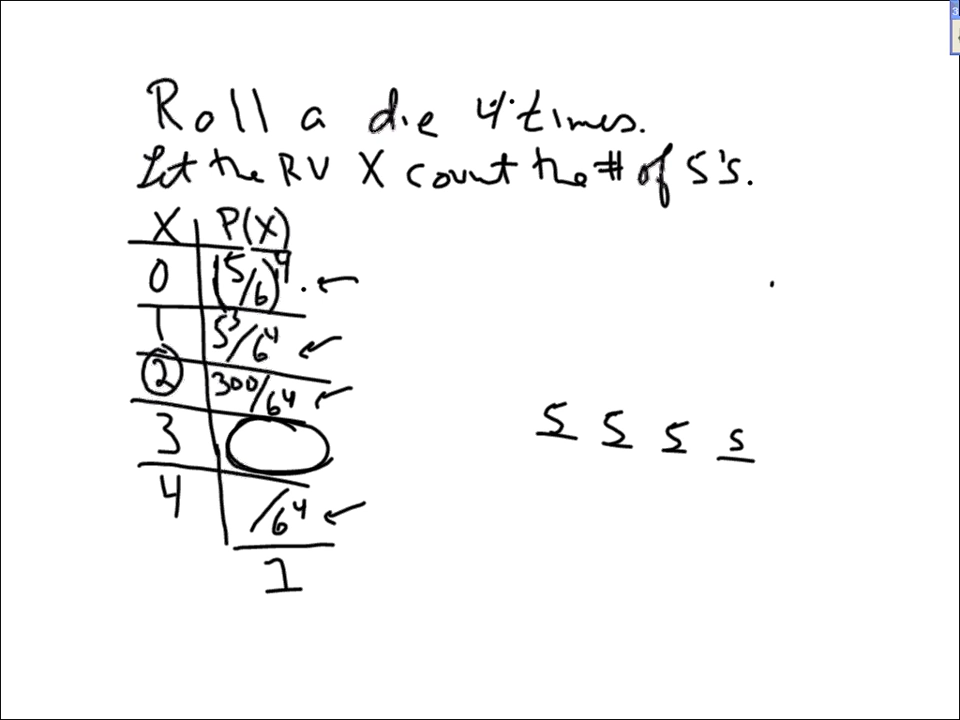 Roll a die 4 times.
Let the RV X count the # of 5's.
X P(X)
0 (5/6)^4 . ←
1 5^3/6^4 ←
2 300/6^4 ←
3
4 /6^4 ←
1
5 5 5 5
3